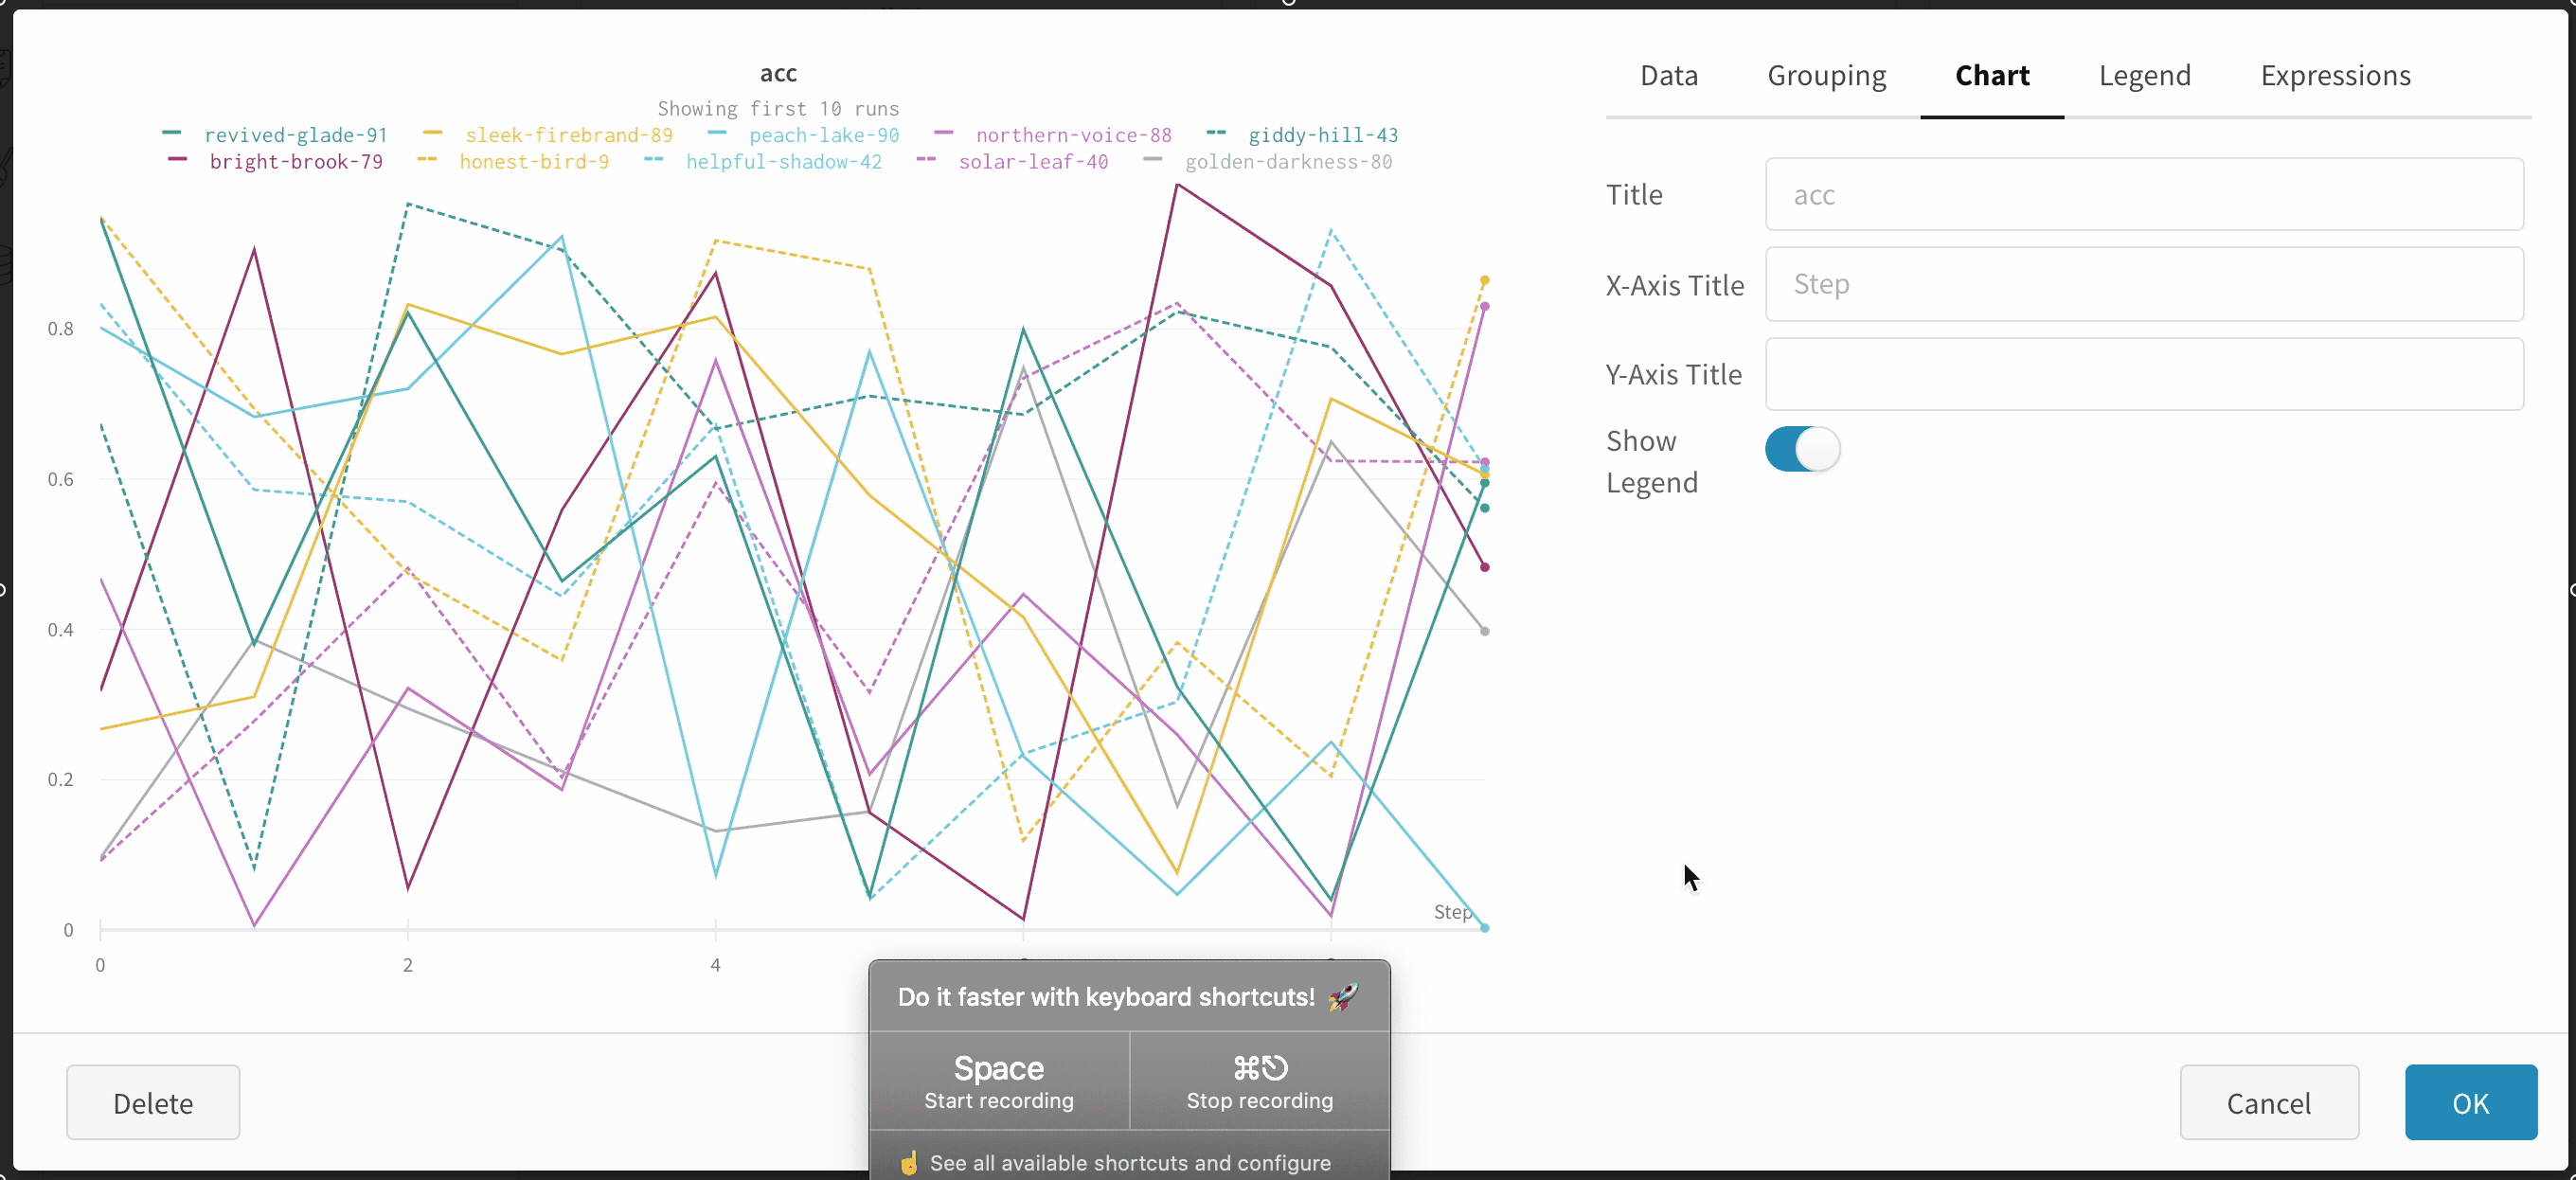 acc
Showing first 10 runs
revived-glade-91 sleek-firebrand-89 peach-lake-90 northern-voice-88 giddy-hill-43
bright-brook-79 honest-bird-9 helpful-shadow-42 solar-leaf-40 golden-darkness-80
0.8
0.6
0.4
0.2
0
Step
0 2 4
Data Grouping Chart Legend Expressions
Title acc
X-Axis Title Step
Y-Axis Title
Show
Legend
Do it faster with keyboard shortcuts! 🚀
Space ⌘⎋
Start recording Stop recording
☝️ See all available shortcuts and configure
Delete Cancel OK